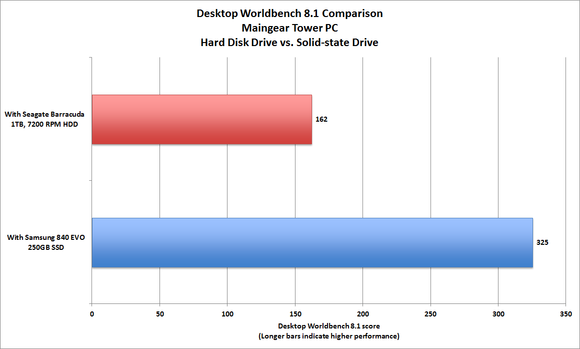 Desktop Worldbench 8.1 Comparison
Maingear Tower PC
Hard Disk Drive vs. Solid-state Drive
With Seagate Barracuda
1TB, 7200 RPM HDD
162
With Samsung 840 EVO
250GB SSD
325
0 50 100 150 200 250 300 350
Desktop Worldbench 8.1 score
(Longer bars indicate higher performance)